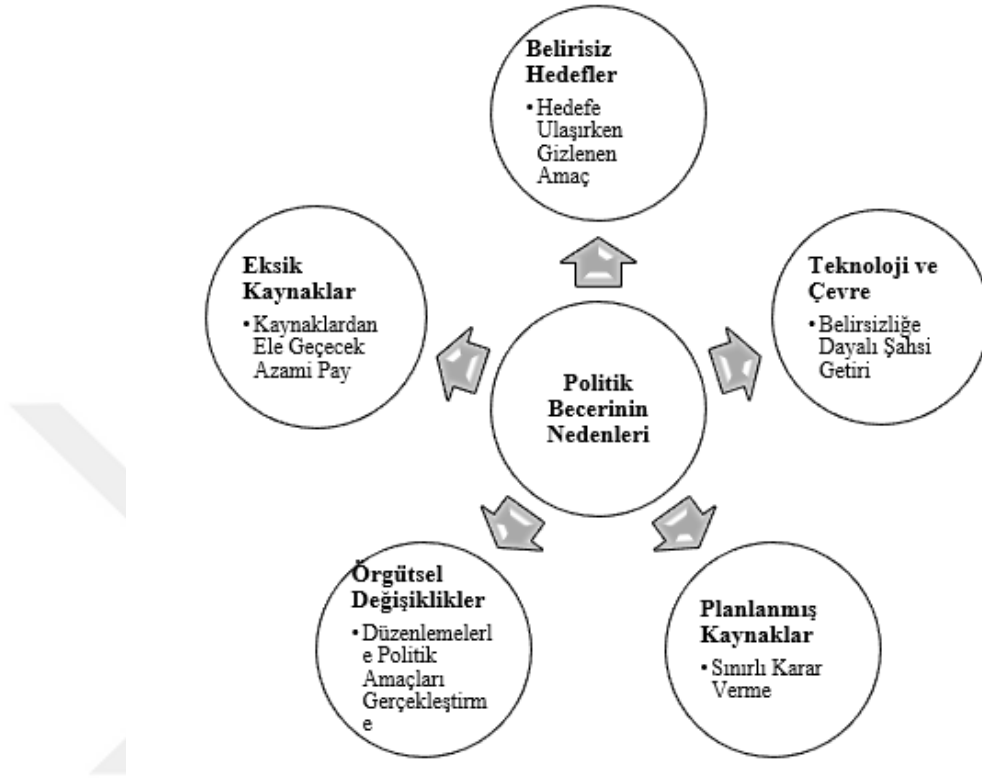 Belirisiz
Hedefler
• Hedefe
Ulaşırken
Gizlenen
Amaç
Eksik
Kaynaklar
• Kaynaklardan
Ele Geçecek
Azami Pay
Teknoloji ve
Çevre
• Belirsizliğe
Dayalı Şahsi
Getiri
Politik
Becerinin
Nedenleri
Örgütsel
Değişiklikler
• Düzenlemelerl
e Politik
Amaçları
Gerçekleştirm
e
Planlanmış
Kaynaklar
• Sınırlı Karar
Verme